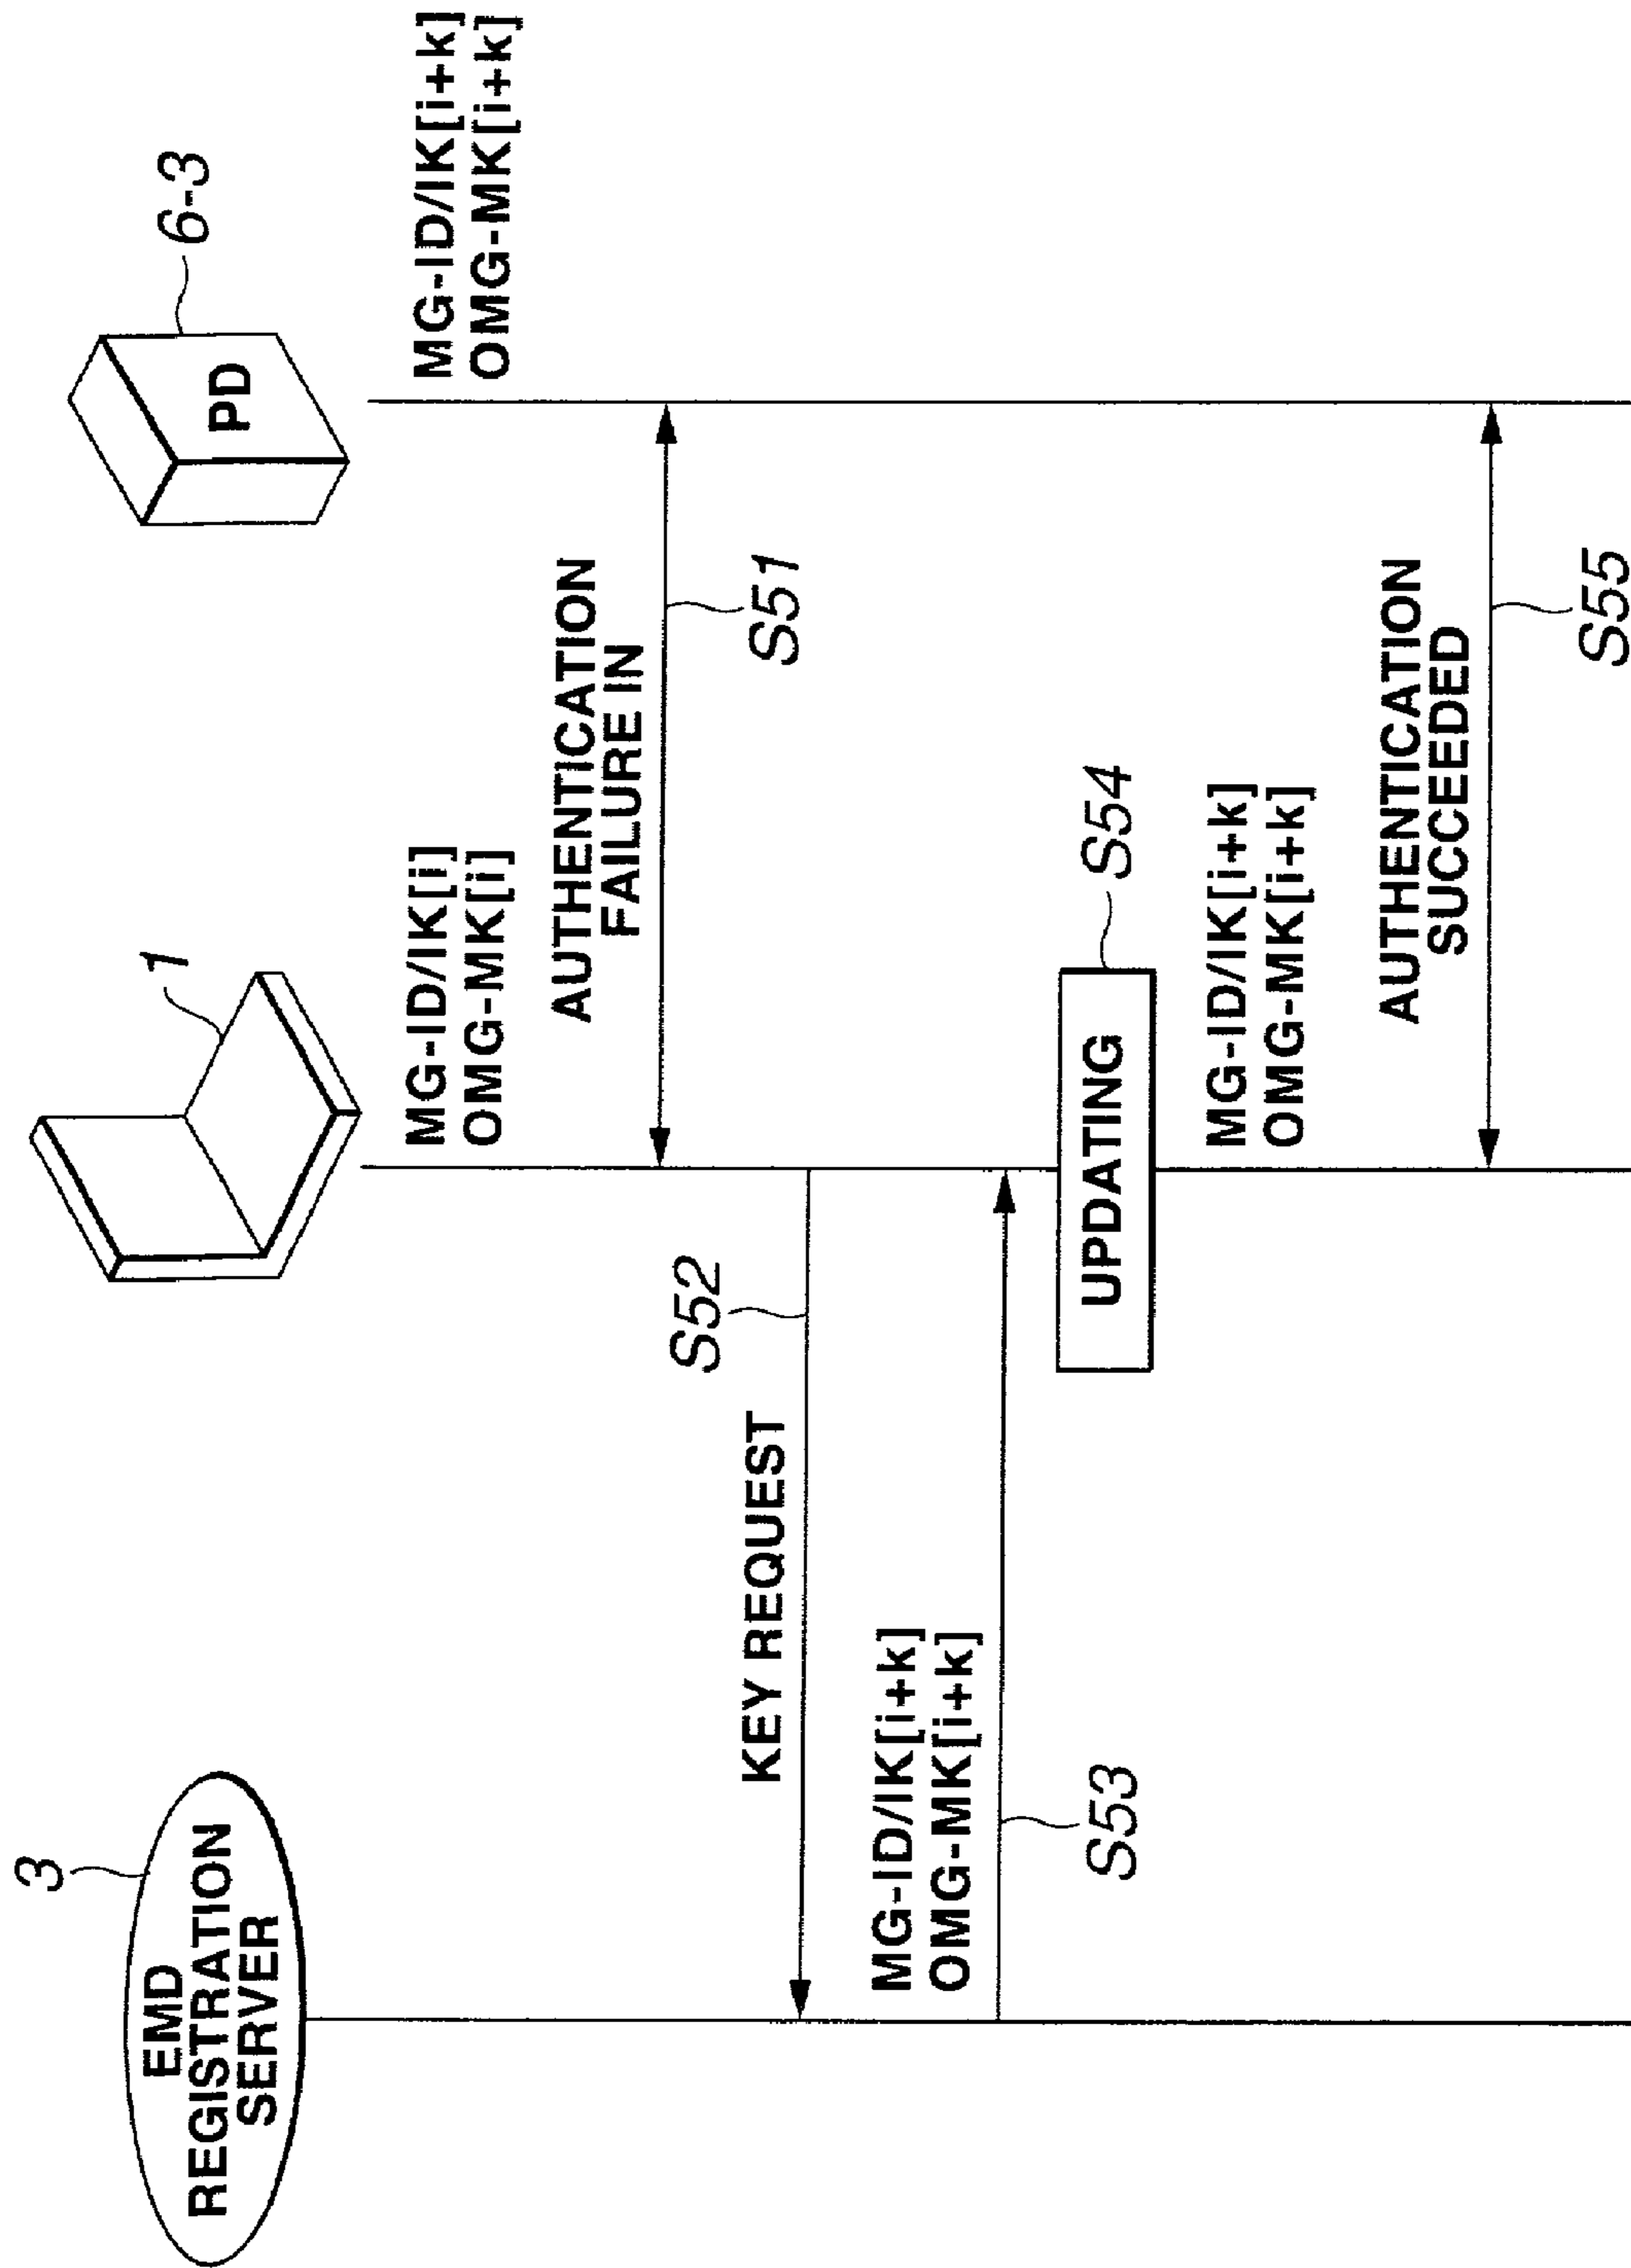 3
EMD
REGISTRATION
SERVER
1
PD
6-3
MG-ID/IK[i]
OMG-MK[i]
MG-ID/IK[i+k]
OMG-MK[i+k]
AUTHENTICATION
FAILURE IN
S51
S52
KEY REQUEST
MG-ID/IK[i+k]
OMG-MK[i+k]
S53
UPDATING
S54
MG-ID/IK[i+k]
OMG-MK[i+k]
AUTHENTICATION
SUCCEEDED
S55